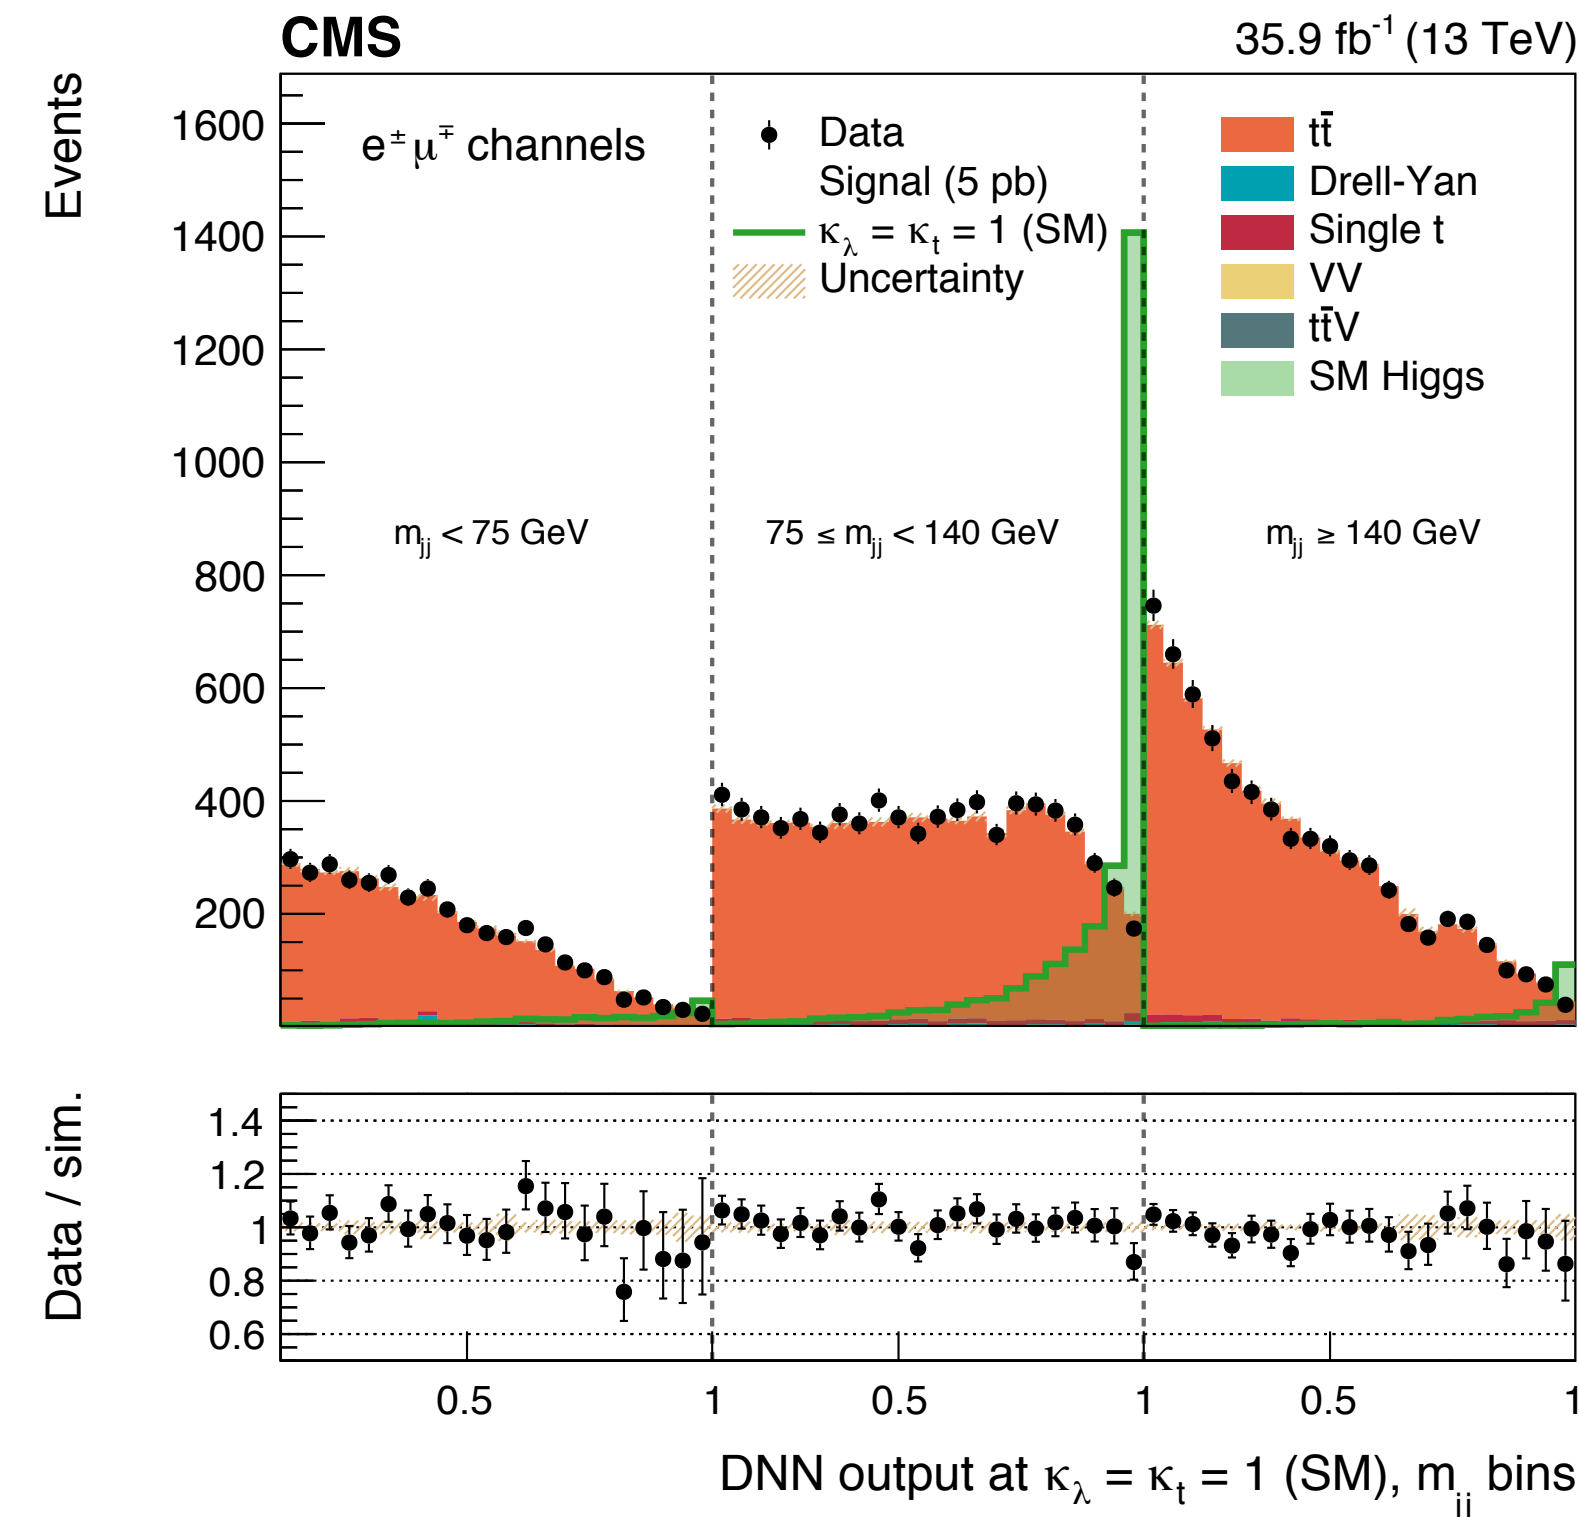 CMS
35.9 fb⁻¹ (13 TeV)
Events
1600
1400
1200
1000
800
600
400
200
e±μ∓ channels
Data
Signal (5 pb)
κλ = κt = 1 (SM)
Uncertainty
tt̄
Drell-Yan
Single t
VV
tt̄V
SM Higgs
mjj < 75 GeV
75 ≤ mjj < 140 GeV
mjj ≥ 140 GeV
Data / sim.
1.4
1.2
1
0.8
0.6
0.5 1 0.5 1 0.5 1
DNN output at κλ = κt = 1 (SM), mjj bins